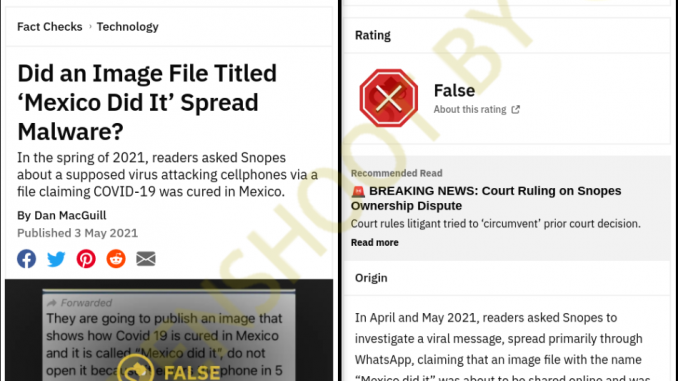 Fact Checks › Technology
Did an Image File Titled
‘Mexico Did It’ Spread
Malware?
In the spring of 2021, readers asked Snopes
about a supposed virus attacking cellphones via a
file claiming COVID-19 was cured in Mexico.
By Dan MacGuill
Published 3 May 2021
Forwarded
They are going to publish an image that
shows how Covid 19 is cured in Mexico
and it is called "Mexico did it", do not
open it phone in 5
FALSE
Rating
False
About this rating
Recommended Read
🚨 BREAKING NEWS: Court Ruling on Snopes
Ownership Dispute
Court rules litigant tried to ‘circumvent’ prior court decision.
Read more
Origin
In April and May 2021, readers asked Snopes to
investigate a viral message, spread primarily through
WhatsApp, claiming that an image file with the name
“Mexico did it” was about to be shared online and was
BY